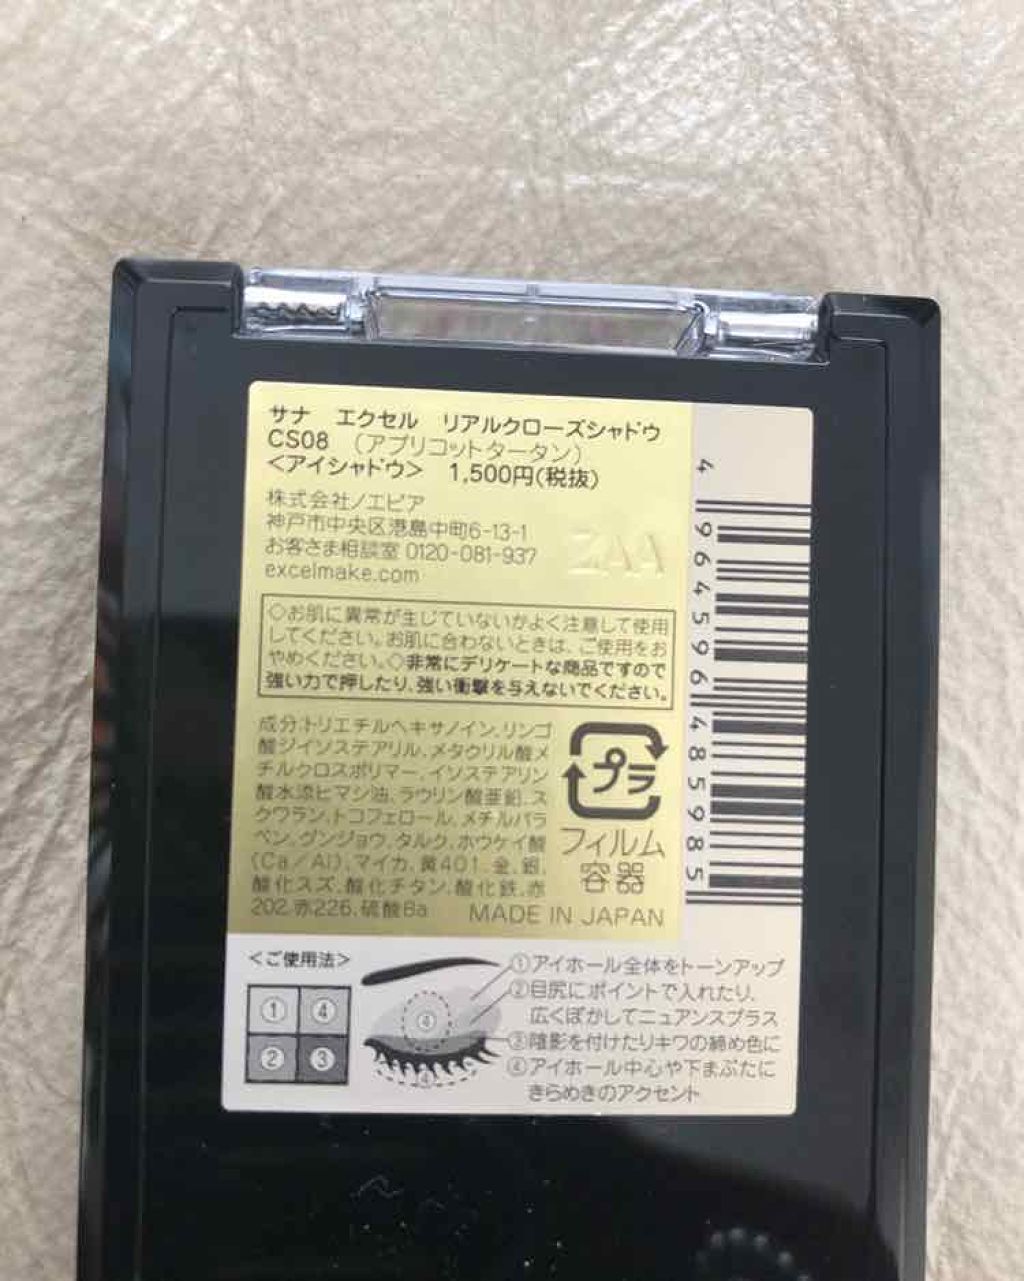 サナ エクセル リアルクローズシャドウ
CS08 （アプリコットタータン）
＜アイシャドウ＞ 1,500円(税抜)
株式会社ノエビア
神戸市中央区港島中町6-13-1
お客さま相談室 0120-081-937
excelmake.com
2AA
◇お肌に異常が生じていないかよく注意して使用
してください。お肌に合わないときは、ご使用をお
やめください。◇非常にデリケートな商品ですので
強い力で押したり、強い衝撃を与えないでください。
成分:トリエチルヘキサノイン、リンゴ
酸ジイソステアリル、メタクリル酸メ
チルクロスポリマー、イソステアリン
酸水添ヒマシ油、ラウリン酸亜鉛、ス
クワラン、トコフェロール、メチルパラ
ベン、グンジョウ、タルク、ホウケイ酸
(Ca/Al)、マイカ、黄401、金、銀、
酸化スズ、酸化チタン、酸化鉄、赤
202、赤226、硫酸Ba
プラ
フィルム
容器
MADE IN JAPAN
4 964596 485985
＜ご使用法＞
① ④
② ③
④
④
①アイホール全体をトーンアップ
②目尻にポイントで入れたり、
広くぼかしてニュアンスプラス
③陰影を付けたりキワの締め色に
④アイホール中心や下まぶたに
きらめきのアクセント